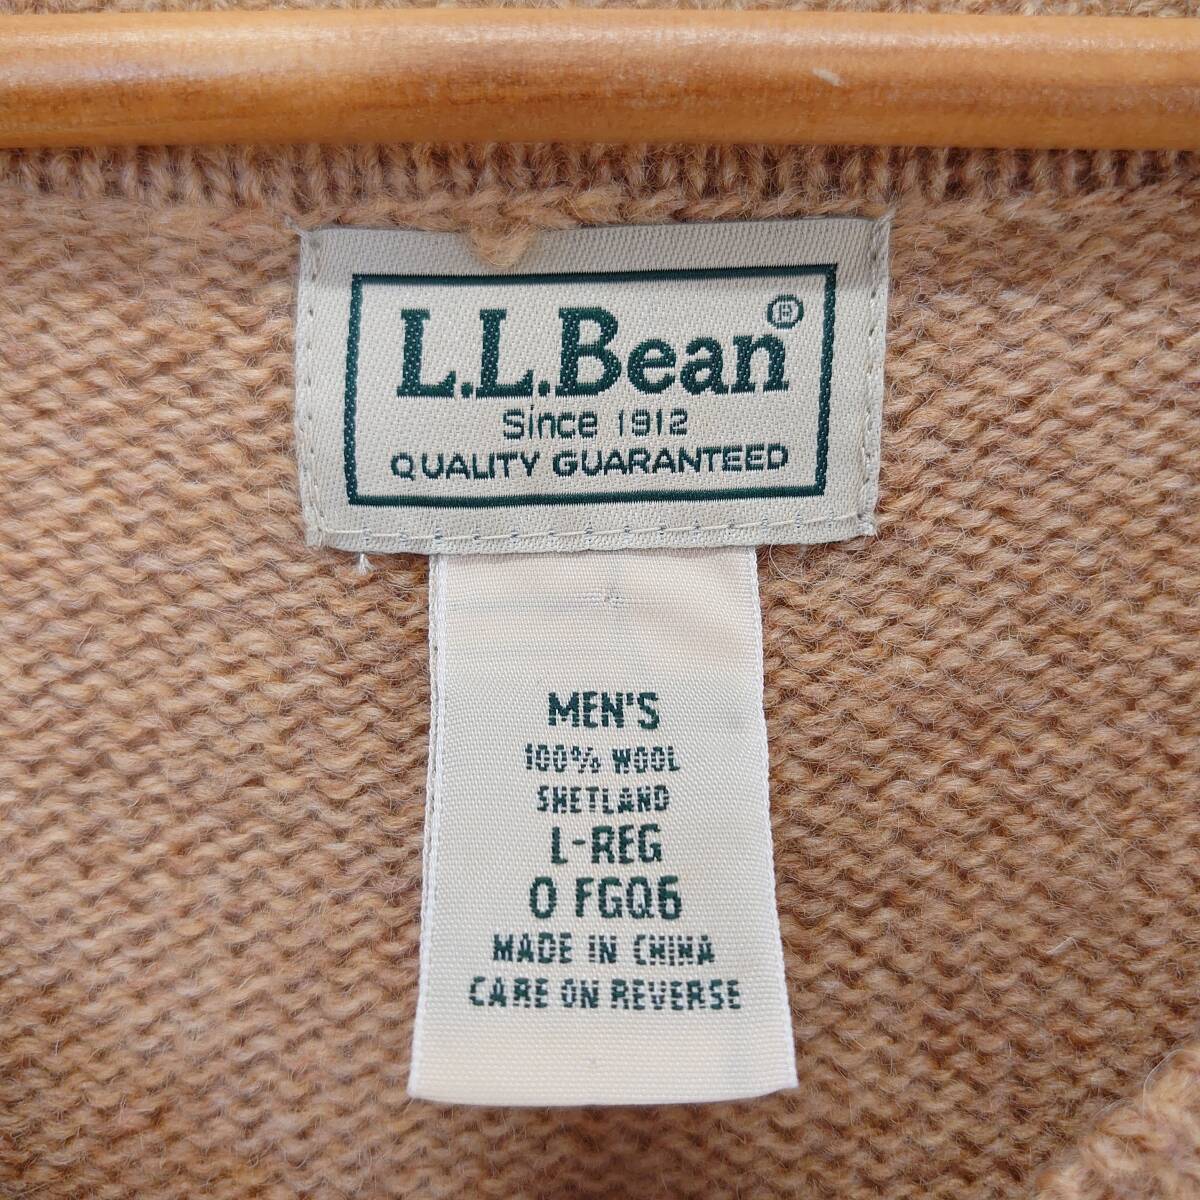 L.L.Bean®
Since 1912
QUALITY GUARANTEED
MEN'S
100% WOOL
SHETLAND
L-REG
0 FGQ6
MADE IN CHINA
CARE ON REVERSE